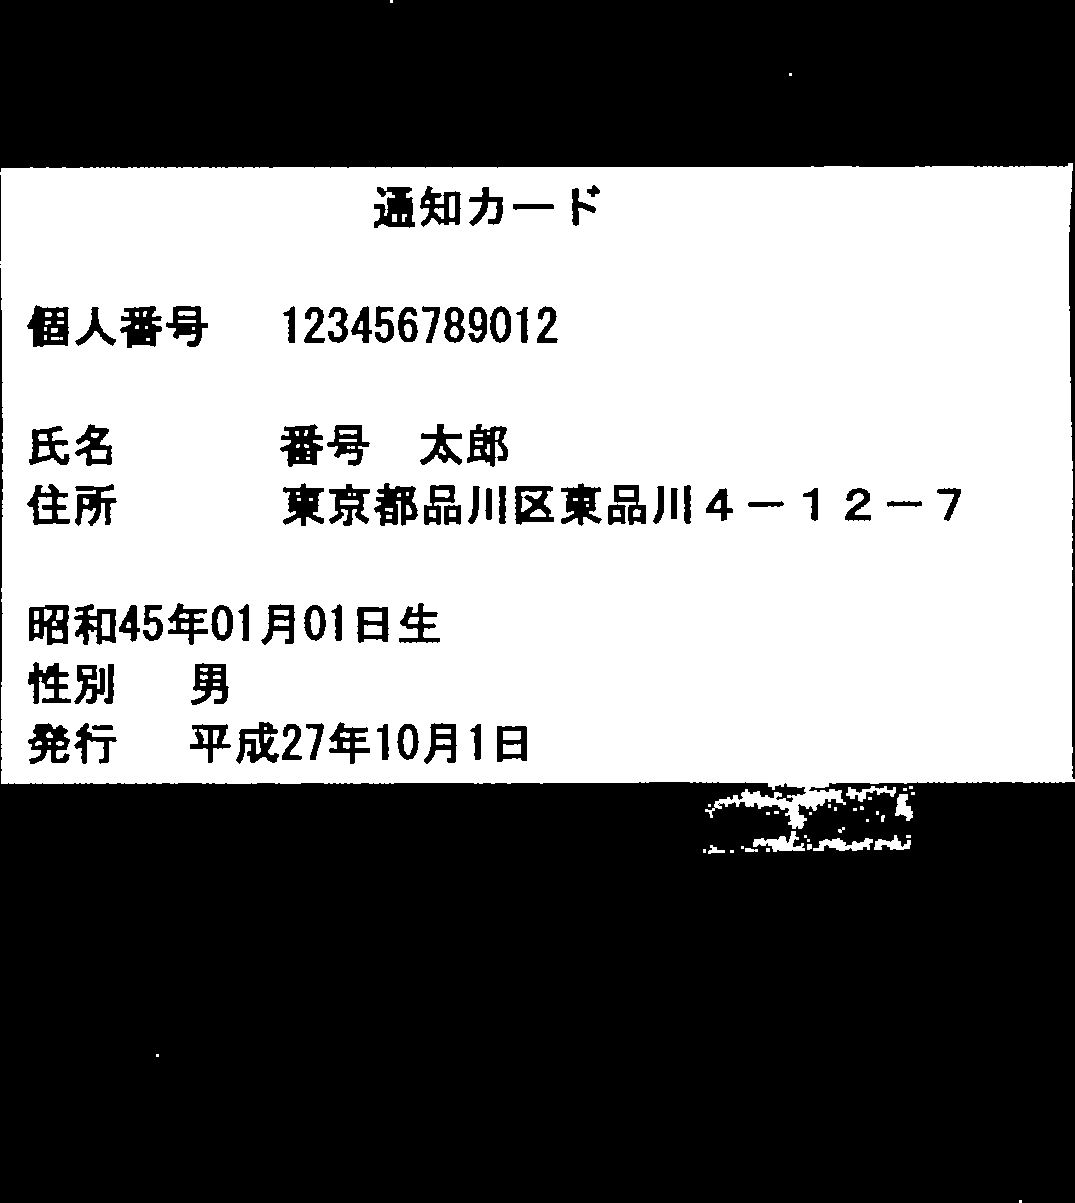 通知カード
個人番号 123456789012
氏名 番号 太郎
住所 東京都品川区東品川4－12－7
昭和45年01月01日生
性別 男
発行 平成27年10月1日